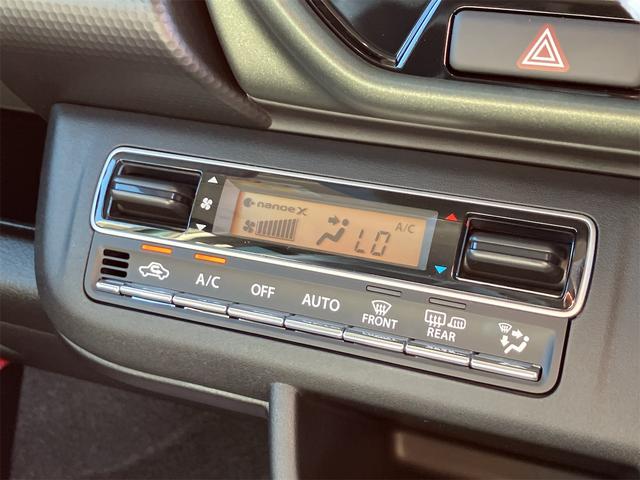 nanoeX
A/C
LO
A/C
OFF
AUTO
FRONT
REAR